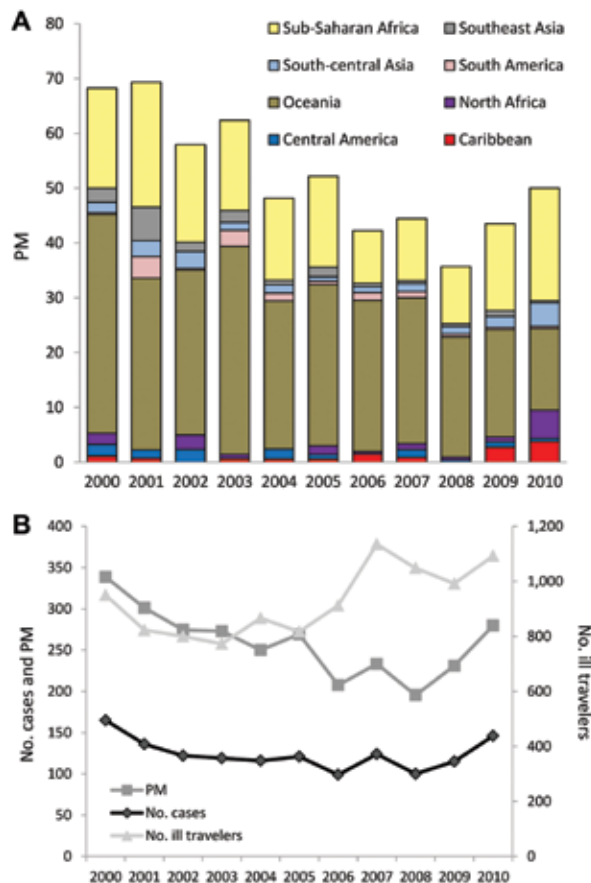 A
80
70
60
50
40
30
20
10
0
PM
Sub-Saharan Africa Southeast Asia
South-central Asia South America
Oceania North Africa
Central America Caribbean
2000 2001 2002 2003 2004 2005 2006 2007 2008 2009 2010
B
400
350
300
250
200
150
100
50
0
No. cases and PM
1,200
1,000
800
600
400
200
0
No. ill travelers
PM
No. cases
No. ill travelers
2000 2001 2002 2003 2004 2005 2006 2007 2008 2009 2010